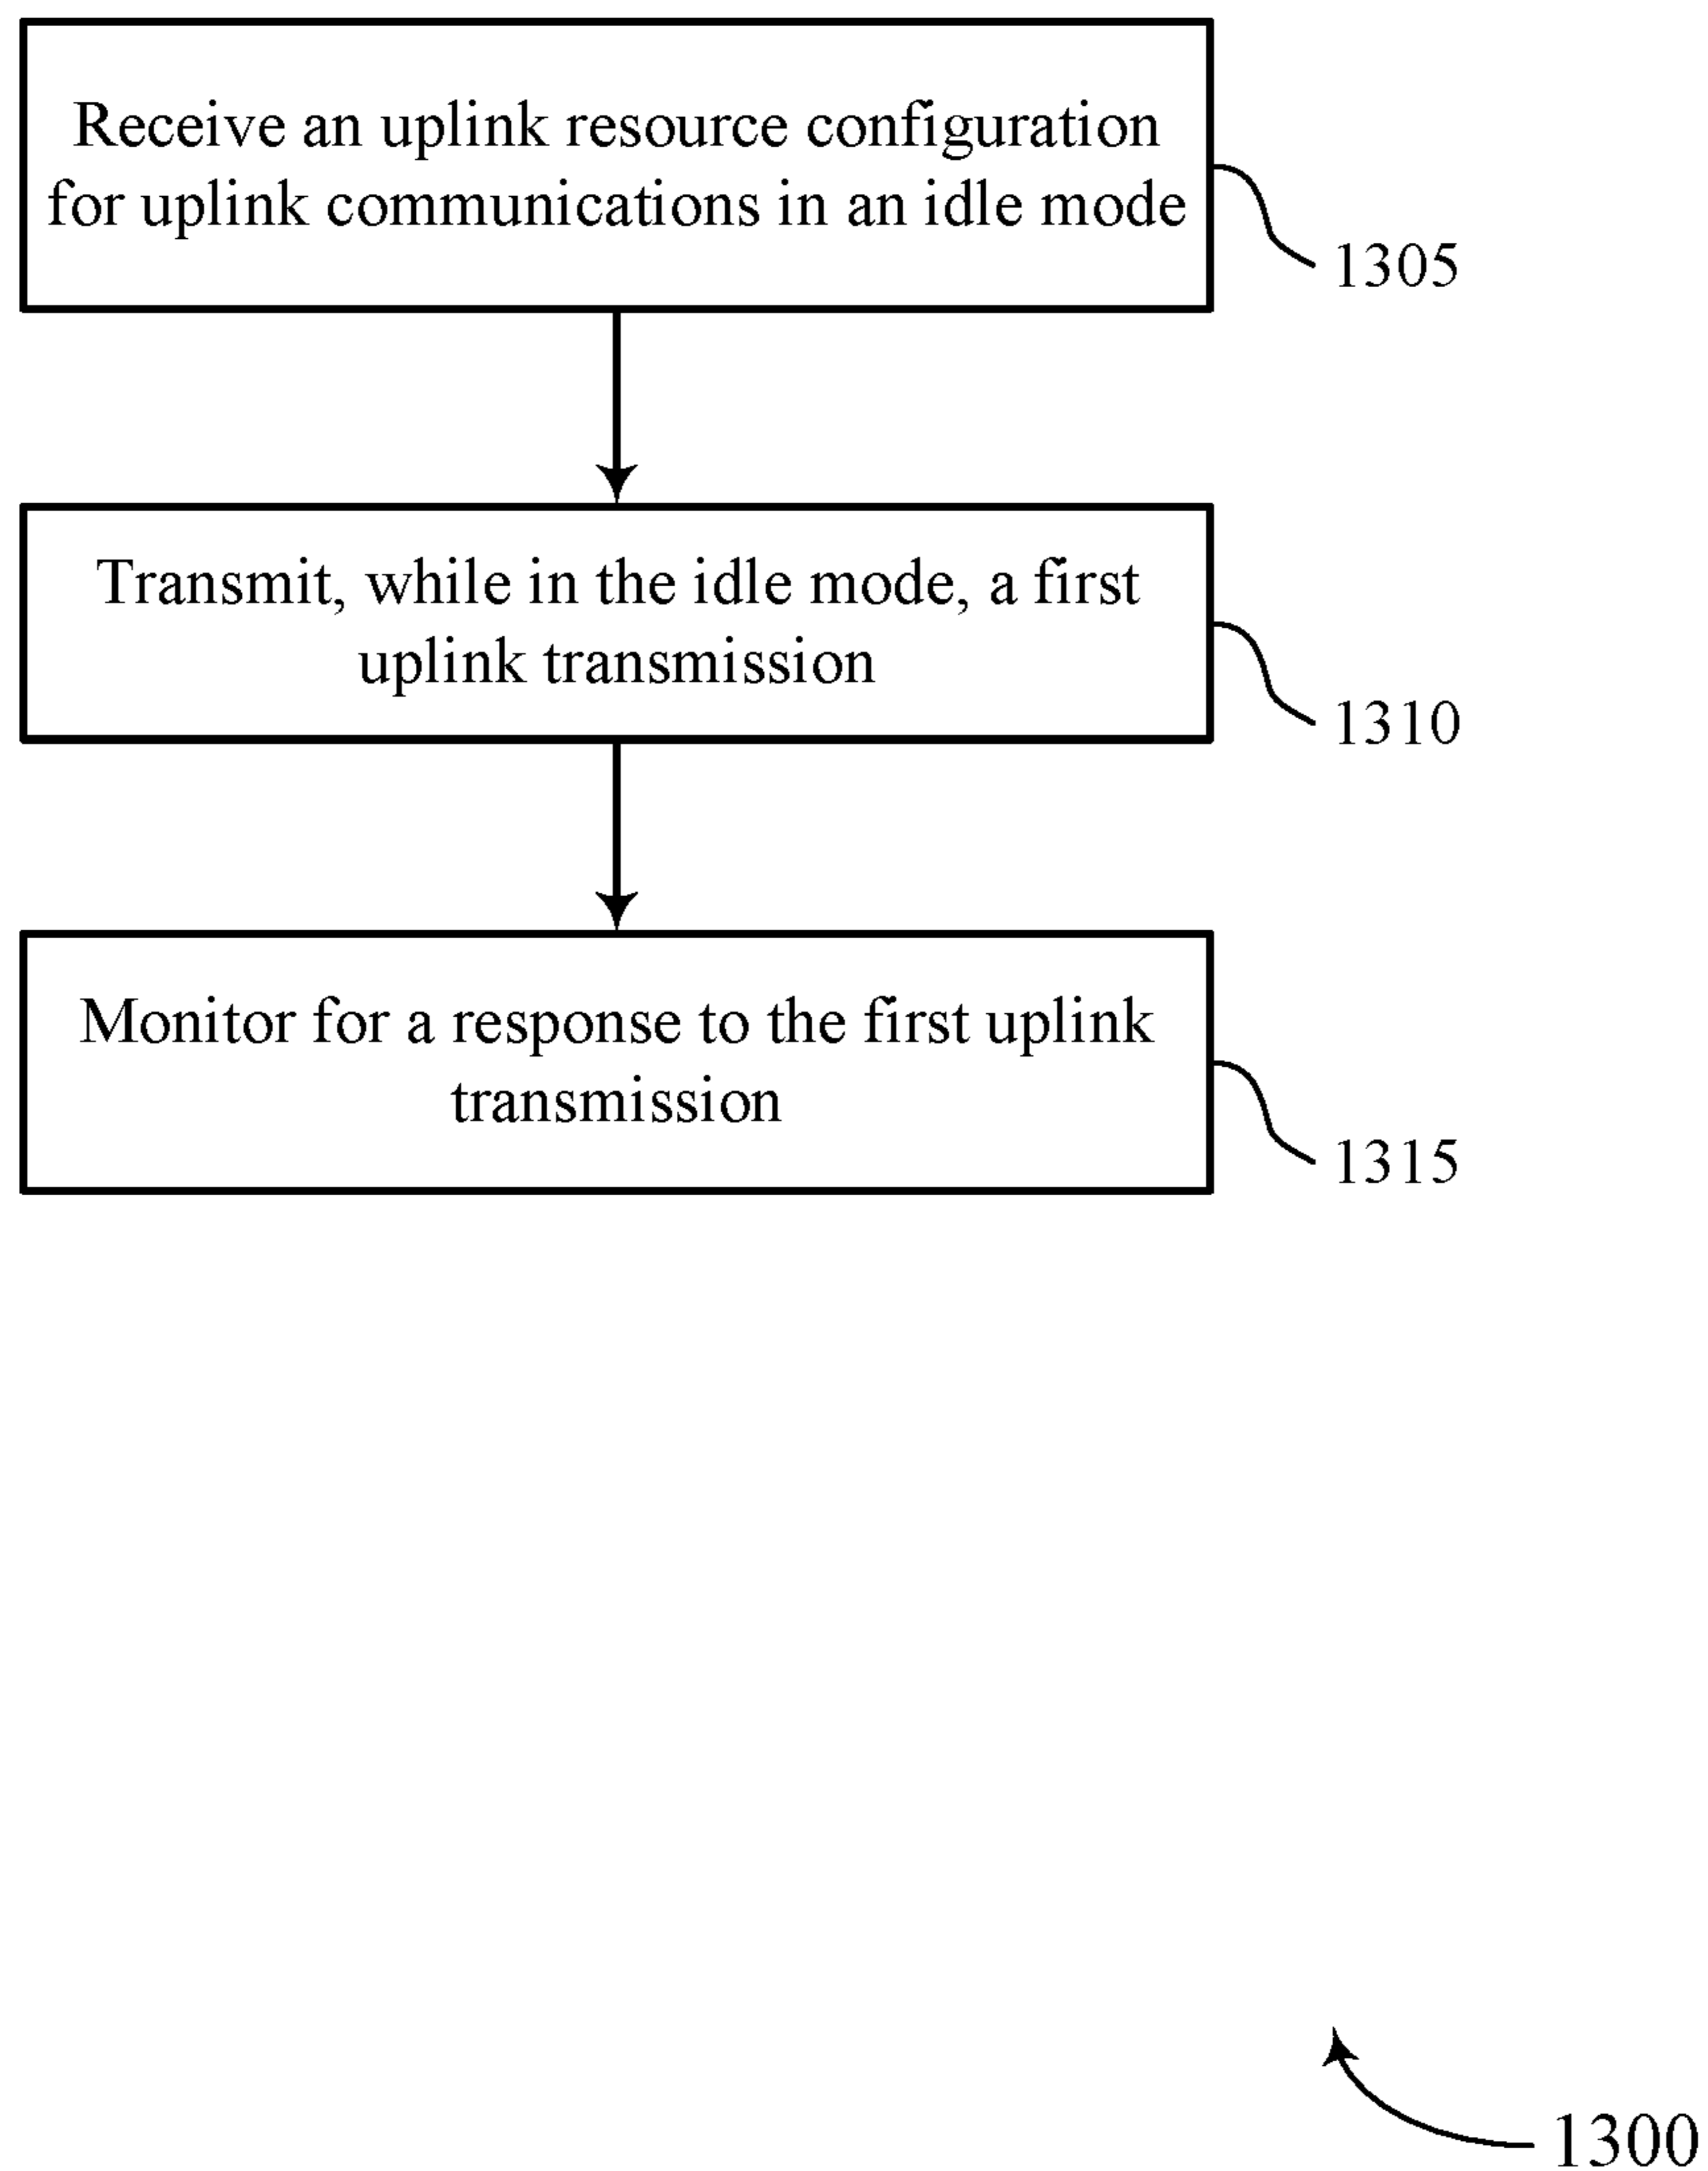 Receive an uplink resource configuration
for uplink communications in an idle mode
1305
Transmit, while in the idle mode, a first
uplink transmission
1310
Monitor for a response to the first uplink
transmission
1315
1300